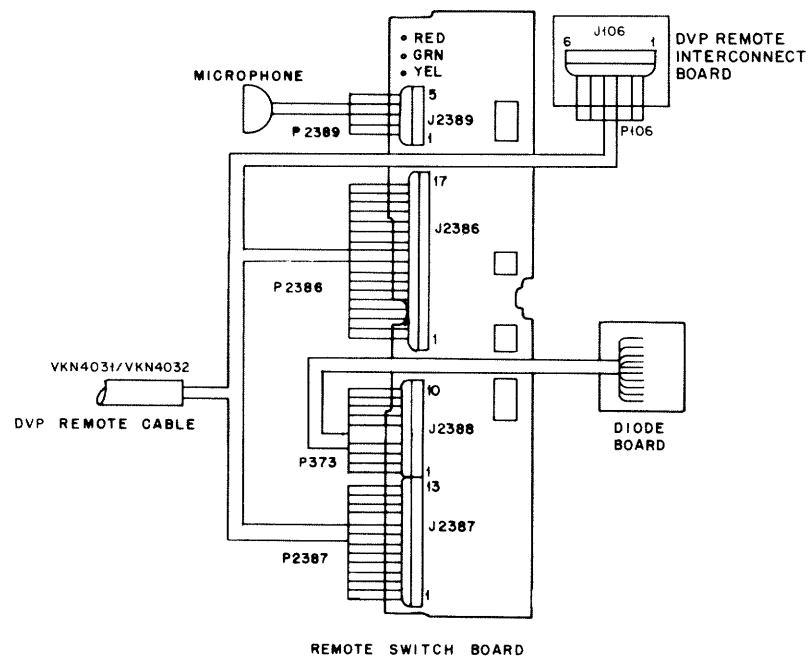 RED
GRN
YEL
MICROPHONE
5
J2389
P2389
1
J106
6
1
P106
DVP REMOTE
INTERCONNECT
BOARD
17
J2386
P2386
1
VKN4031/VKN4032
DVP REMOTE CABLE
10
J2388
P373
1
DIODE
BOARD
13
J2387
P2387
1
REMOTE SWITCH BOARD